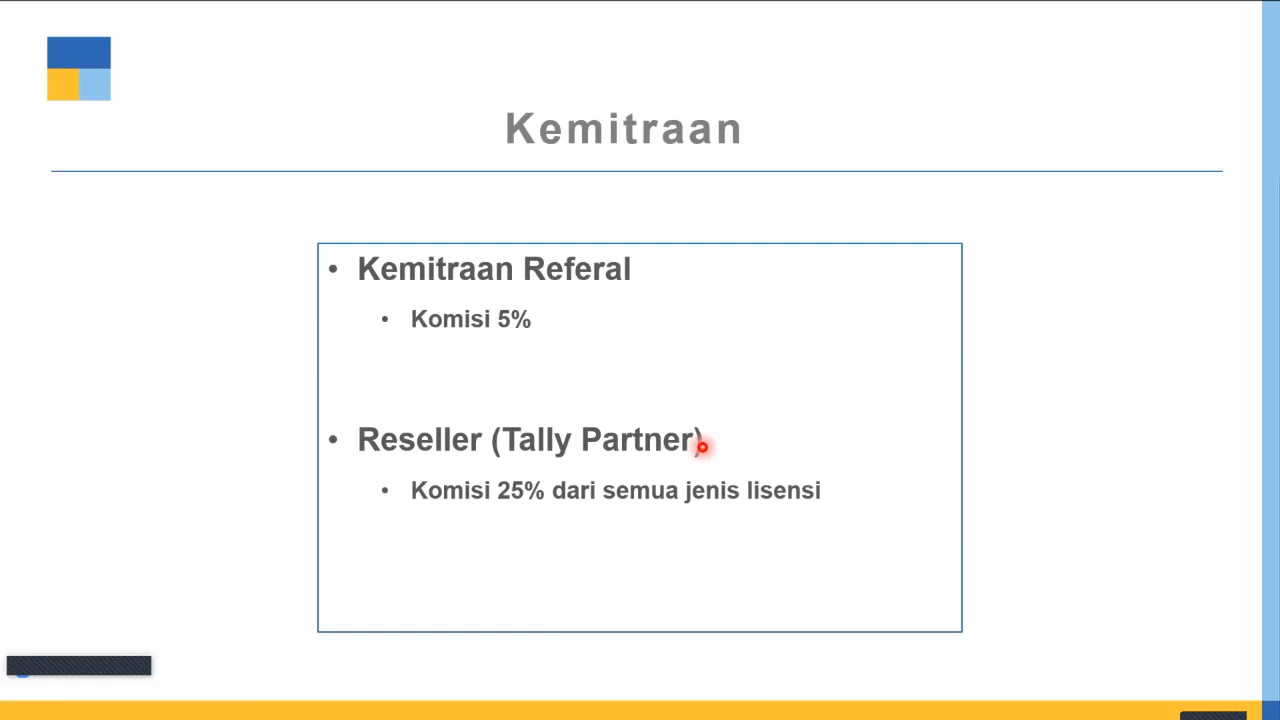 Kemitraan
• Kemitraan Referal
• Komisi 5%
• Reseller (Tally Partner)
• Komisi 25% dari semua jenis lisensi